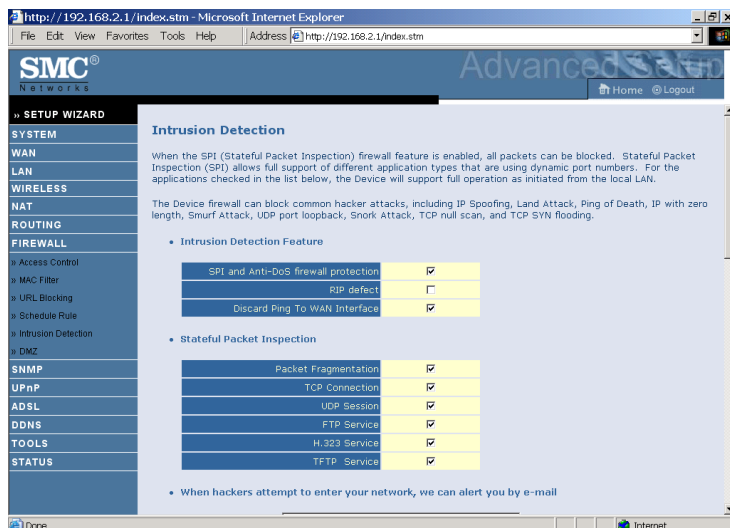 http://192.168.2.1/index.stm - Microsoft Internet Explorer
File Edit View Favorites Tools Help Address http://192.168.2.1/index.stm
SMC®
Networks
Advanced Setup
Home Logout
» SETUP WIZARD
SYSTEM
WAN
LAN
WIRELESS
NAT
ROUTING
FIREWALL
» Access Control
» MAC Filter
» URL Blocking
» Schedule Rule
» Intrusion Detection
» DMZ
SNMP
UPnP
ADSL
DDNS
TOOLS
STATUS
Intrusion Detection
When the SPI (Stateful Packet Inspection) firewall feature is enabled, all packets can be blocked. Stateful Packet
Inspection (SPI) allows full support of different application types that are using dynamic port numbers. For the
applications checked in the list below, the Device will support full operation as initiated from the local LAN.
The Device firewall can block common hacker attacks, including IP Spoofing, Land Attack, Ping of Death, IP with zero
length, Smurf Attack, UDP port loopback, Snork Attack, TCP null scan, and TCP SYN flooding.
• Intrusion Detection Feature
SPI and Anti-DoS firewall protection
RIP defect
Discard Ping To WAN Interface
• Stateful Packet Inspection
Packet Fragmentation
TCP Connection
UDP Session
FTP Service
H.323 Service
TFTP Service
• When hackers attempt to enter your network, we can alert you by e-mail
Done
Internet